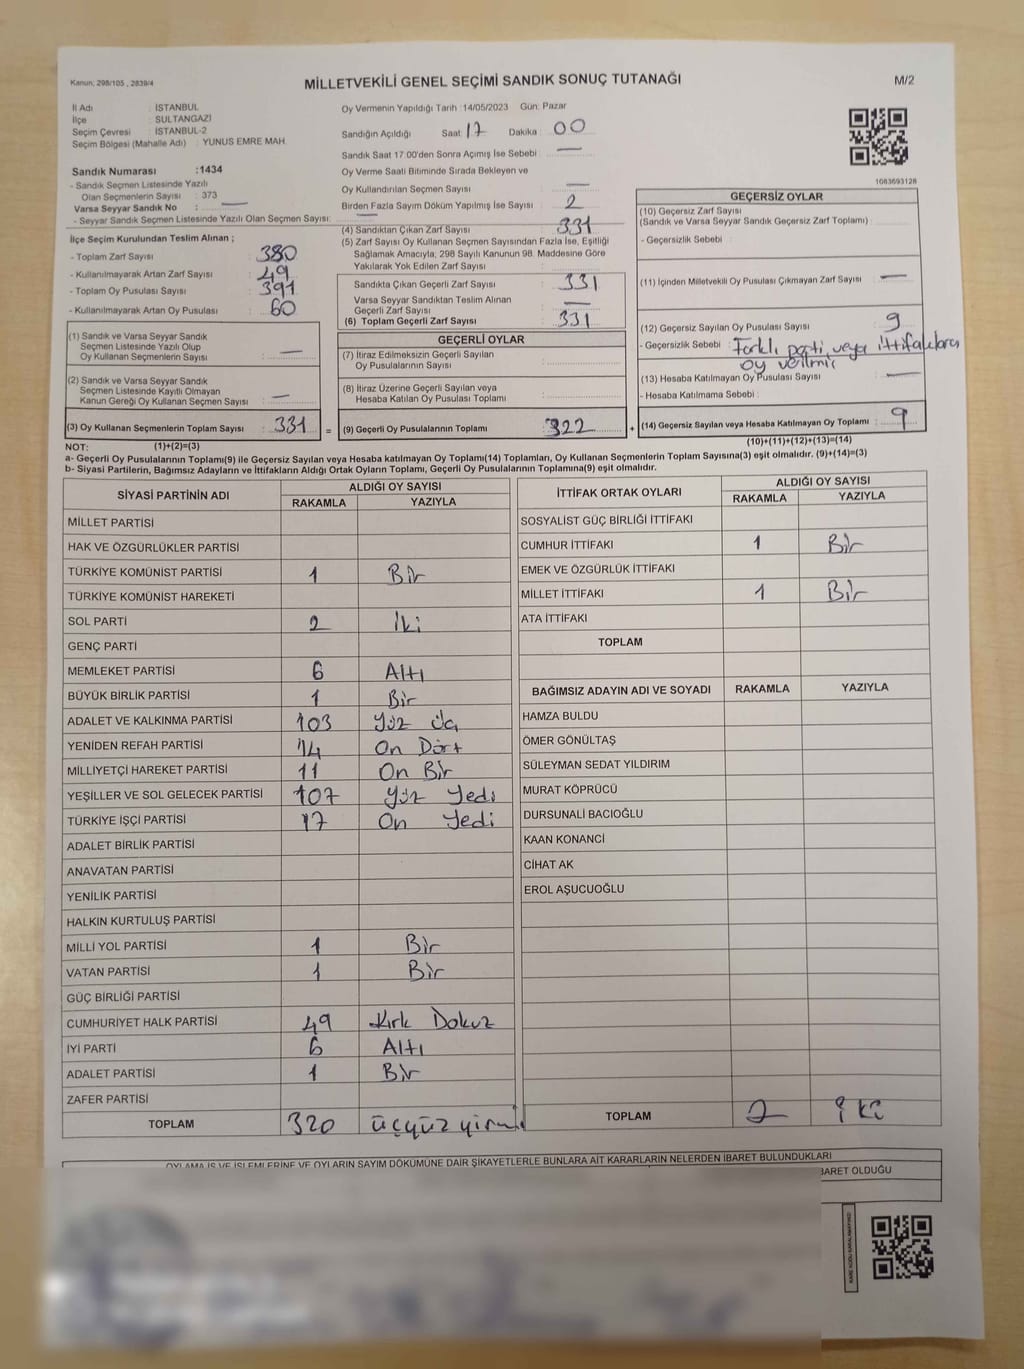 Kanun; 298/105 , 2839/4
MİLLETVEKİLİ GENEL SEÇİMİ SANDIK SONUÇ TUTANAĞI
M/2
İl Adı : İSTANBUL
İlçe : SULTANGAZİ
Seçim Çevresi : İSTANBUL-2
Seçim Bölgesi (Mahalle Adı) : YUNUS EMRE MAH.
Oy Vermenin Yapıldığı Tarih :14/05/2023 Gün: Pazar
Sandığın Açıldığı Saat 17 Dakika 00
Sandık Saat 17.00'den Sonra Açımış İse Sebebi : —
Oy Verme Saati Bitiminde Sırada Bekleyen ve
Oy Kullandırılan Seçmen Sayısı —
Birden Fazla Sayım Döküm Yapılmış İse Sayısı : 2
1083693128
Sandık Numarası :1434
- Sandık Seçmen Listesinde Yazılı
Olan Seçmenlerin Sayısı : 373
Varsa Seyyar Sandık No : —
- Seyyar Sandık Seçmen Listesinde Yazılı Olan Seçmen Sayısı: —
İlçe Seçim Kurulundan Teslim Alınan ;
- Toplam Zarf Sayısı : 380
- Kullanılmayarak Artan Zarf Sayısı : 49
- Toplam Oy Pusulası Sayısı : 391
- Kullanılmayarak Artan Oy Pusulası : 60
(1) Sandık ve Varsa Seyyar Sandık
Seçmen Listesinde Yazılı Olup
Oy Kullanan Seçmenlerin Sayısı : —
(2) Sandık ve Varsa Seyyar Sandık
Seçmen Listesinde Kayıtlı Olmayan
Kanun Gereği Oy Kullanan Seçmen Sayısı : —
(3) Oy Kullanan Seçmenlerin Toplam Sayısı : 331 =
(4) Sandıktan Çıkan Zarf Sayısı : 331
(5) Zarf Sayısı Oy Kullanan Seçmen Sayısından Fazla İse, Eşitliği
Sağlamak Amacıyla; 298 Sayılı Kanunun 98. Maddesine Göre
Yakılarak Yok Edilen Zarf Sayısı :
Sandıkta Çıkan Geçerli Zarf Sayısı : 331
Varsa Seyyar Sandıktan Teslim Alınan
Geçerli Zarf Sayısı : —
(6) Toplam Geçerli Zarf Sayısı : 331
GEÇERLİ OYLAR
(7) İtiraz Edilmeksizin Geçerli Sayılan
Oy Pusulalarının Sayısı :
(8) İtiraz Üzerine Geçerli Sayılan veya
Hesaba Katılan Oy Pusulası Toplamı :
(9) Geçerli Oy Pusulalarının Toplamı : 322 +
GEÇERSİZ OYLAR
(10) Geçersiz Zarf Sayısı
(Sandık ve Varsa Seyyar Sandık Geçersiz Zarf Toplamı) :
- Geçersizlik Sebebi :
(11) İçinden Milletvekili Oy Pusulası Çıkmayan Zarf Sayısı : —
(12) Geçersiz Sayılan Oy Pusulası Sayısı : 9
- Geçersizlik Sebebi : Farklı parti veya ittifaklara
oy verilmiş
(13) Hesaba Katılmayan Oy Pusulası Sayısı : —
- Hesaba Katılmama Sebebi :
(14) Geçersiz Sayılan veya Hesaba Katılmayan Oy Toplamı : 9
NOT: (1)+(2)=(3)
(10)+(11)+(12)+(13)=(14)
a- Geçerli Oy Pusulalarının Toplamı(9) ile Geçersiz Sayılan veya Hesaba katılmayan Oy Toplamı(14) Toplamları, Oy Kullanan Seçmenlerin Toplam Sayısına(3) eşit olmalıdır. (9)+(14)=(3)
b- Siyasi Partilerin, Bağımsız Adayların ve İttifakların Aldığı Ortak Oyların Toplamı, Geçerli Oy Pusulalarının Toplamına(9) eşit olmalıdır.
SİYASİ PARTİNİN ADI ALDIĞI OY SAYISI
RAKAMLA YAZIYLA
MİLLET PARTİSİ
HAK VE ÖZGÜRLÜKLER PARTİSİ
TÜRKİYE KOMÜNİST PARTİSİ 1 Bir
TÜRKİYE KOMÜNİST HAREKETİ
SOL PARTİ 2 İki
GENÇ PARTİ
MEMLEKET PARTİSİ 6 Altı
BÜYÜK BİRLİK PARTİSİ 1 Bir
ADALET VE KALKINMA PARTİSİ 103 Yüz Üç
YENİDEN REFAH PARTİSİ 14 On Dört
MİLLİYETÇİ HAREKET PARTİSİ 11 On Bir
YEŞİLLER VE SOL GELECEK PARTİSİ 107 Yüz Yedi
TÜRKİYE İŞÇİ PARTİSİ 17 On Yedi
ADALET BİRLİK PARTİSİ
ANAVATAN PARTİSİ
YENİLİK PARTİSİ
HALKIN KURTULUŞ PARTİSİ
MİLLİ YOL PARTİSİ 1 Bir
VATAN PARTİSİ 1 Bir
GÜÇ BİRLİĞİ PARTİSİ
CUMHURİYET HALK PARTİSİ 49 Kırk Dokuz
İYİ PARTİ 6 Altı
ADALET PARTİSİ 1 Bir
ZAFER PARTİSİ
TOPLAM 320 üçyüzyirmi
İTTİFAK ORTAK OYLARI ALDIĞI OY SAYISI
RAKAMLA YAZIYLA
SOSYALİST GÜÇ BİRLİĞİ İTTİFAKI
CUMHUR İTTİFAKI 1 Bir
EMEK VE ÖZGÜRLÜK İTTİFAKI
MİLLET İTTİFAKI 1 Bir
ATA İTTİFAKI
TOPLAM
BAĞIMSIZ ADAYIN ADI VE SOYADI RAKAMLA YAZIYLA
HAMZA BULDU
ÖMER GÖNÜLTAŞ
SÜLEYMAN SEDAT YILDIRIM
MURAT KÖPRÜCÜ
DURSUNALİ BACIOĞLU
KAAN KONANCİ
CİHAT AK
EROL AŞUCUOĞLU
TOPLAM 2 iki
OYLAMA İŞ VE İŞLEMLERİNE VE OYLARIN SAYIM DÖKÜMÜNE DAİR ŞİKAYETLERLE BUNLARA AİT KARARLARIN NELERDEN İBARET BULUNDUKLARI
İBARET OLDUĞU